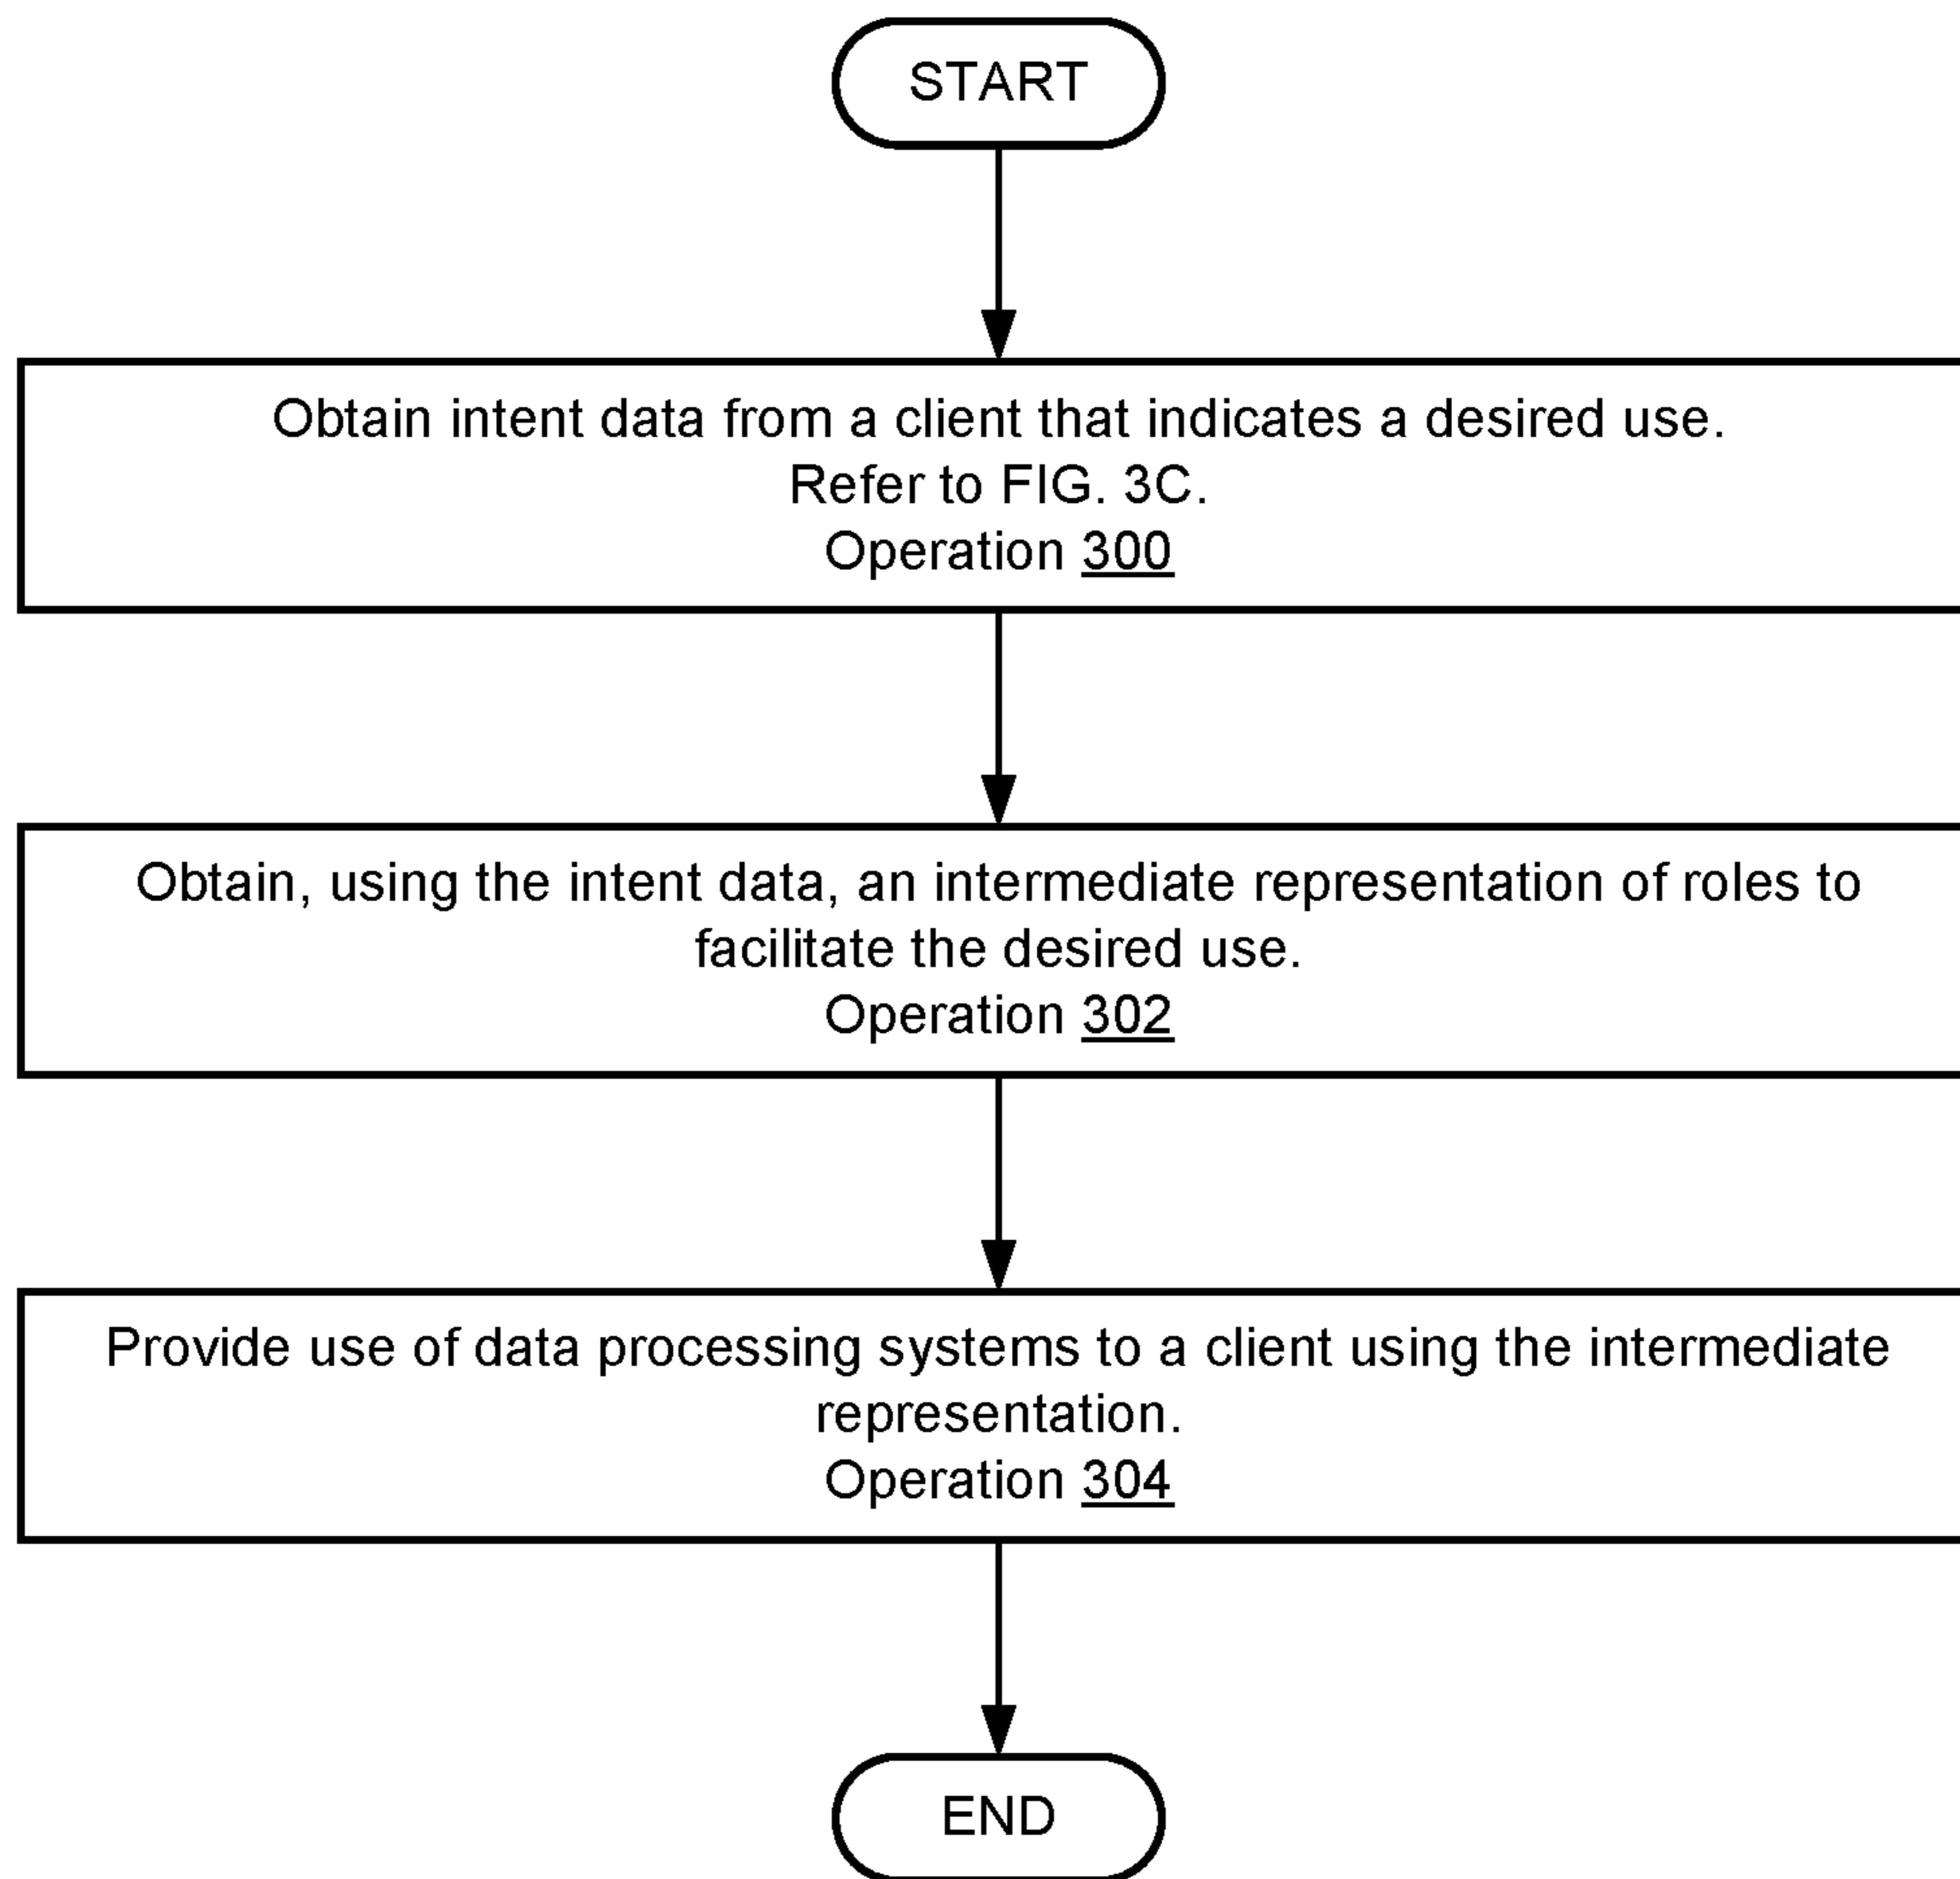 START
Obtain intent data from a client that indicates a desired use.
Refer to FIG. 3C.
Operation 300
Obtain, using the intent data, an intermediate representation of roles to
facilitate the desired use.
Operation 302
Provide use of data processing systems to a client using the intermediate
representation.
Operation 304
END